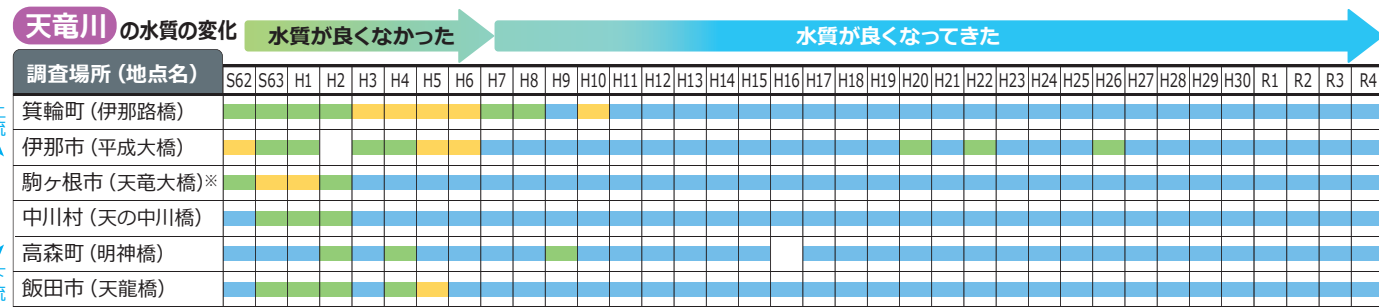 天竜川の水質の変化 水質が良くなかった 水質が良くなってきた
調査場所（地点名） S62 S63 H1 H2 H3 H4 H5 H6 H7 H8 H9 H10 H11 H12 H13 H14 H15 H16 H17 H18 H19 H20 H21 H22 H23 H24 H25 H26 H27 H28 H29 H30 R1 R2 R3 R4
箕輪町（伊那路橋）
伊那市（平成大橋）
駒ヶ根市（天竜大橋）※
中川村（天の中川橋）
高森町（明神橋）
飯田市（天龍橋）